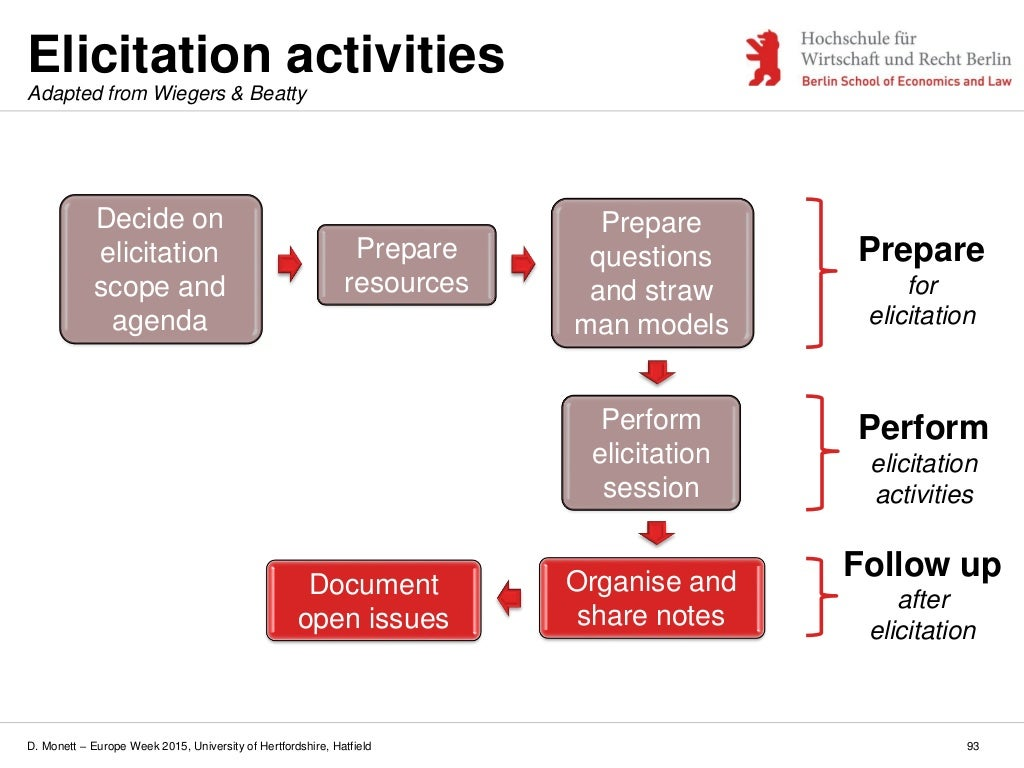 Elicitation activities
Adapted from Wiegers & Beatty
Hochschule für
Wirtschaft und Recht Berlin
Berlin School of Economics and Law
Decide on
elicitation
scope and
agenda
Prepare
resources
Prepare
questions
and straw
man models
Prepare
for
elicitation
Perform
elicitation
session
Perform
elicitation
activities
Document
open issues
Organise and
share notes
Follow up
after
elicitation
D. Monett – Europe Week 2015, University of Hertfordshire, Hatfield
93